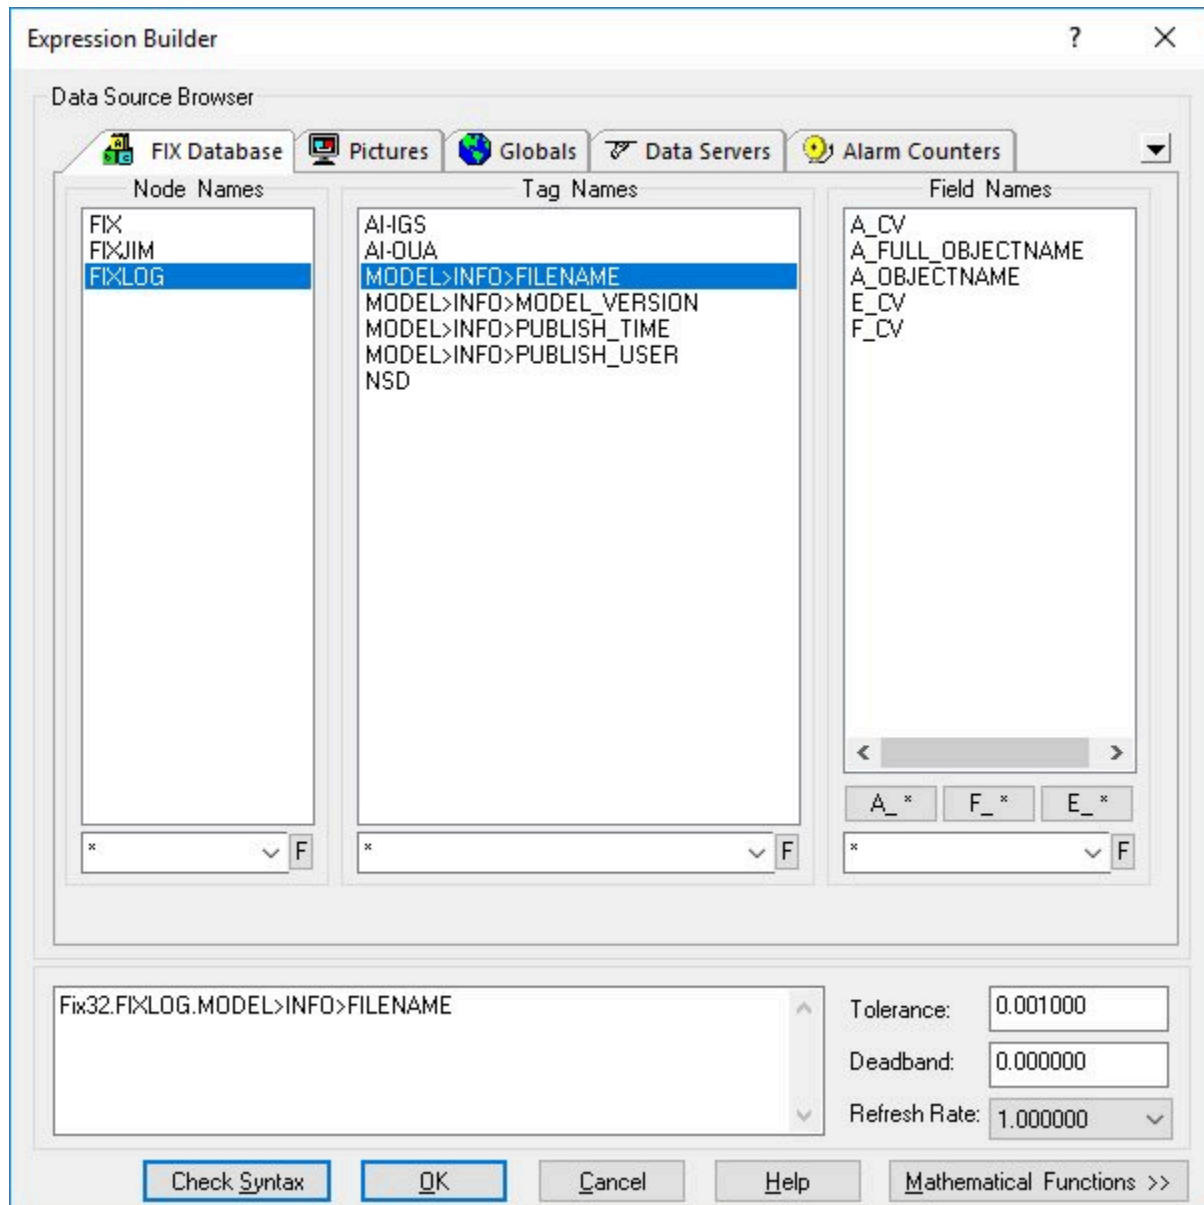 Expression Builder
?
Data Source Browser
FIX Database
Pictures
Globals
Data Servers
Alarm Counters
Node Names
FIX
FIXJIM
FIXLOG
*
F
Tag Names
AI-IGS
AI-OUA
MODEL>INFO>FILENAME
MODEL>INFO>MODEL_VERSION
MODEL>INFO>PUBLISH_TIME
MODEL>INFO>PUBLISH_USER
NSD
*
F
Field Names
A_CV
A_FULL_OBJECTNAME
A_OBJECTNAME
E_CV
F_CV
A_* F_* E_*
*
F
Fix32.FIXLOG.MODEL>INFO>FILENAME
Tolerance: 0.001000
Deadband: 0.000000
Refresh Rate: 1.000000
Check Syntax
OK
Cancel
Help
Mathematical Functions >>